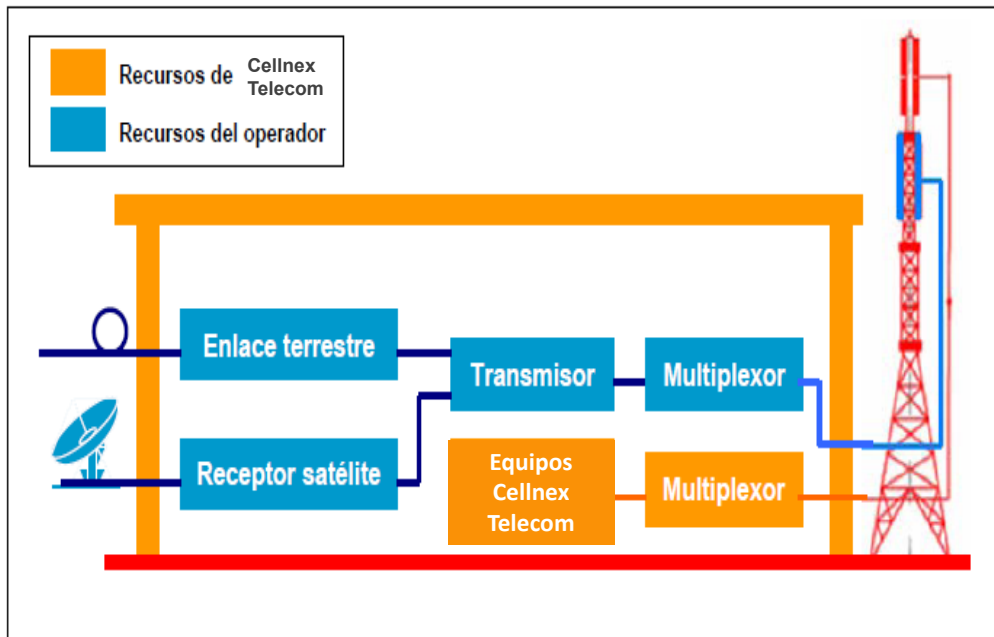 Recursos de Cellnex
Telecom
Recursos del operador
Enlace terrestre
Transmisor
Multiplexor
Receptor satélite
Equipos
Cellnex
Telecom
Multiplexor